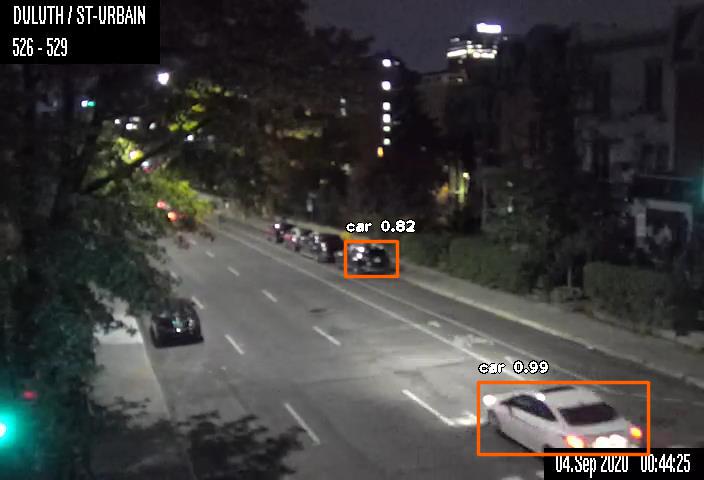 DULUTH / ST-URBAIN
526 - 529
car 0.82
car 0.99
04.Sep 2020 00:44:25